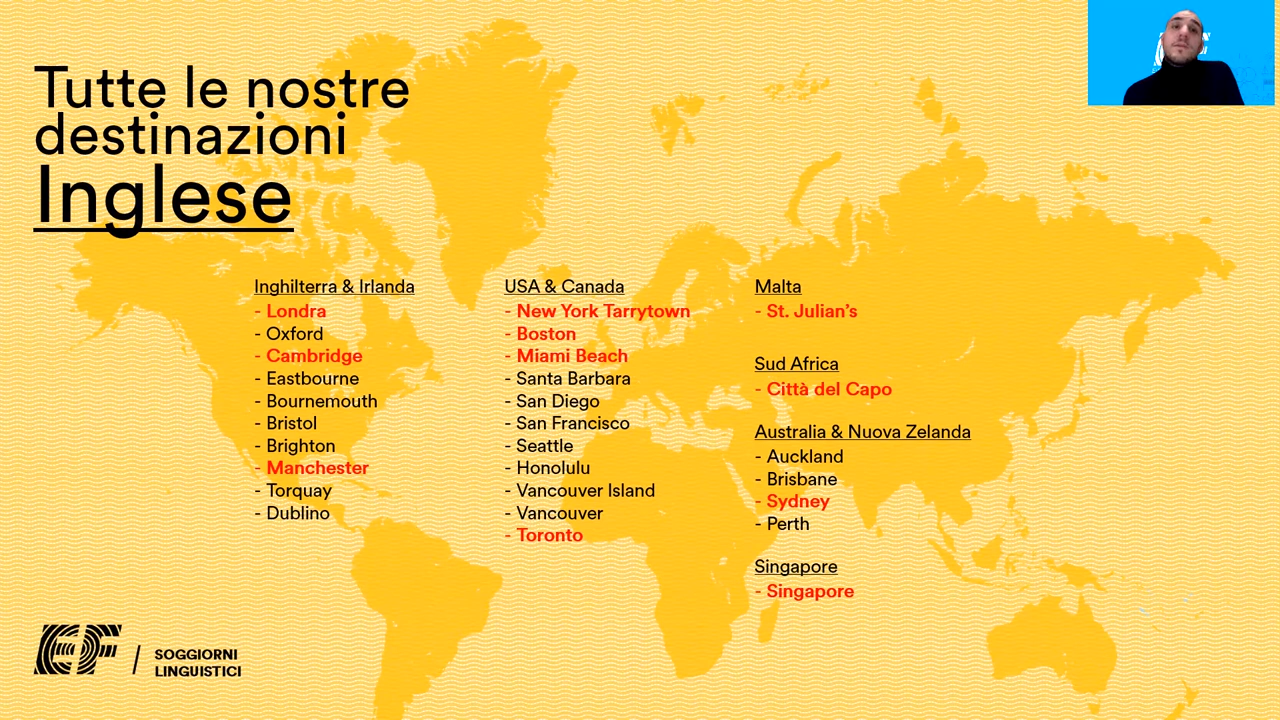 Tutte le nostre
destinazioni
Inglese
Inghilterra & Irlanda
- Londra
- Oxford
- Cambridge
- Eastbourne
- Bournemouth
- Bristol
- Brighton
- Manchester
- Torquay
- Dublino
USA & Canada
- New York Tarrytown
- Boston
- Miami Beach
- Santa Barbara
- San Diego
- San Francisco
- Seattle
- Honolulu
- Vancouver Island
- Vancouver
- Toronto
Malta
- St. Julian’s
Sud Africa
- Città del Capo
Australia & Nuova Zelanda
- Auckland
- Brisbane
- Sydney
- Perth
Singapore
- Singapore
EF / SOGGIORNI
LINGUISTICI